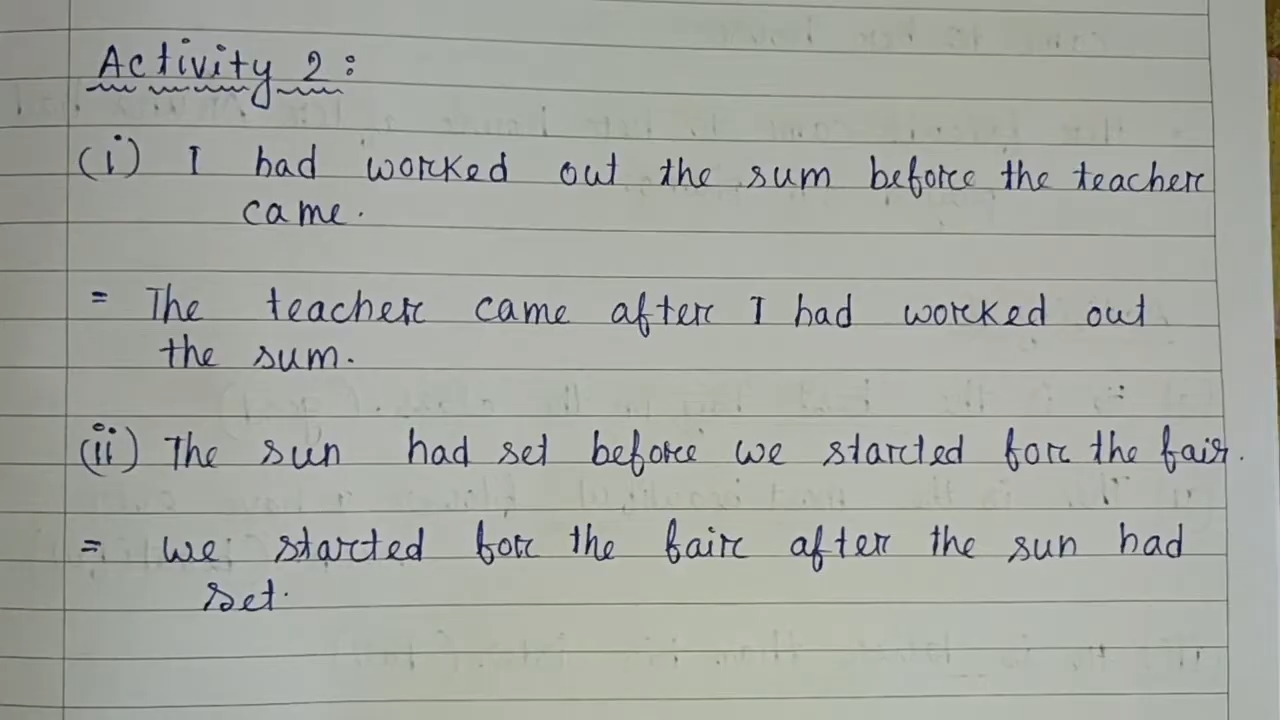 Activity 2:
(i) I had worked out the sum before the teacher
came.
= The teacher came after I had worked out
the sum.
(ii) The sun had set before we started for the fair.
= we started for the fair after the sun had
set.